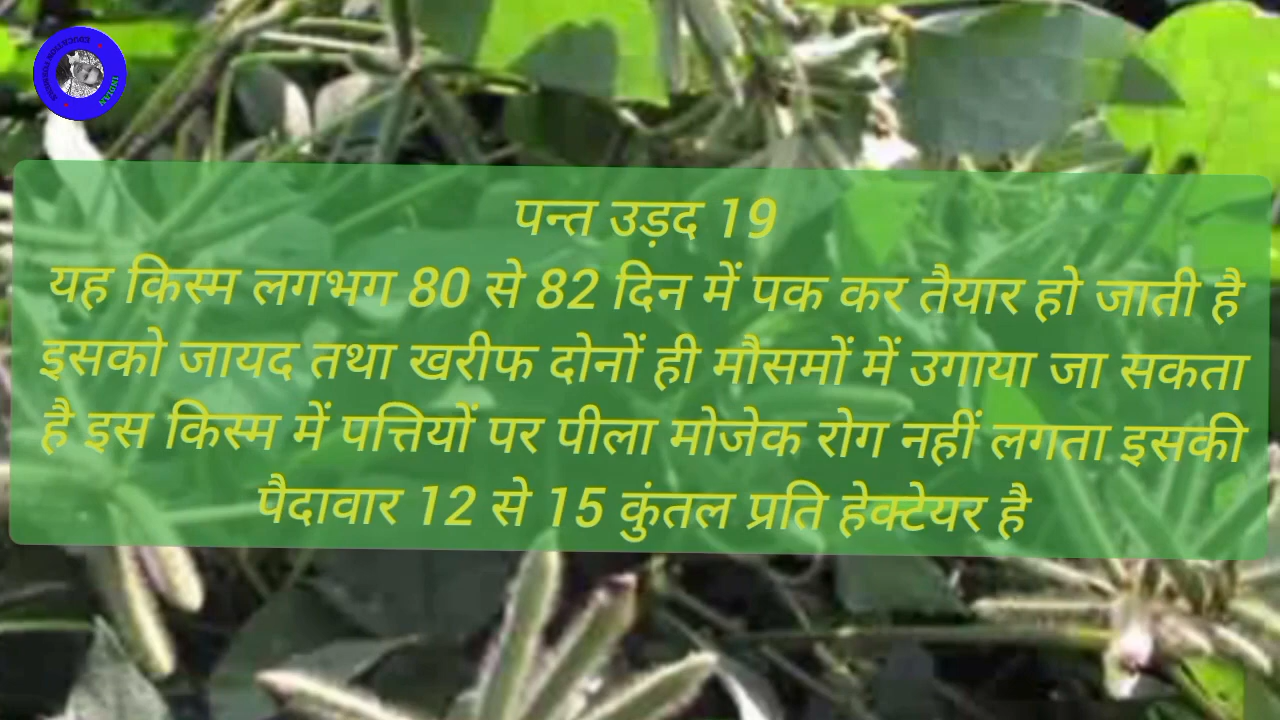 INDIAN
पन्त उड़द 19
यह किस्म लगभग 80 से 82 दिन में पक कर तैयार हो जाती है
इसको जायद तथा खरीफ दोनों ही मौसमों में उगाया जा सकता
है इस किस्म में पत्तियों पर पीला मोजेक रोग नहीं लगता इसकी
पैदावार 12 से 15 कुंतल प्रति हेक्टेयर है